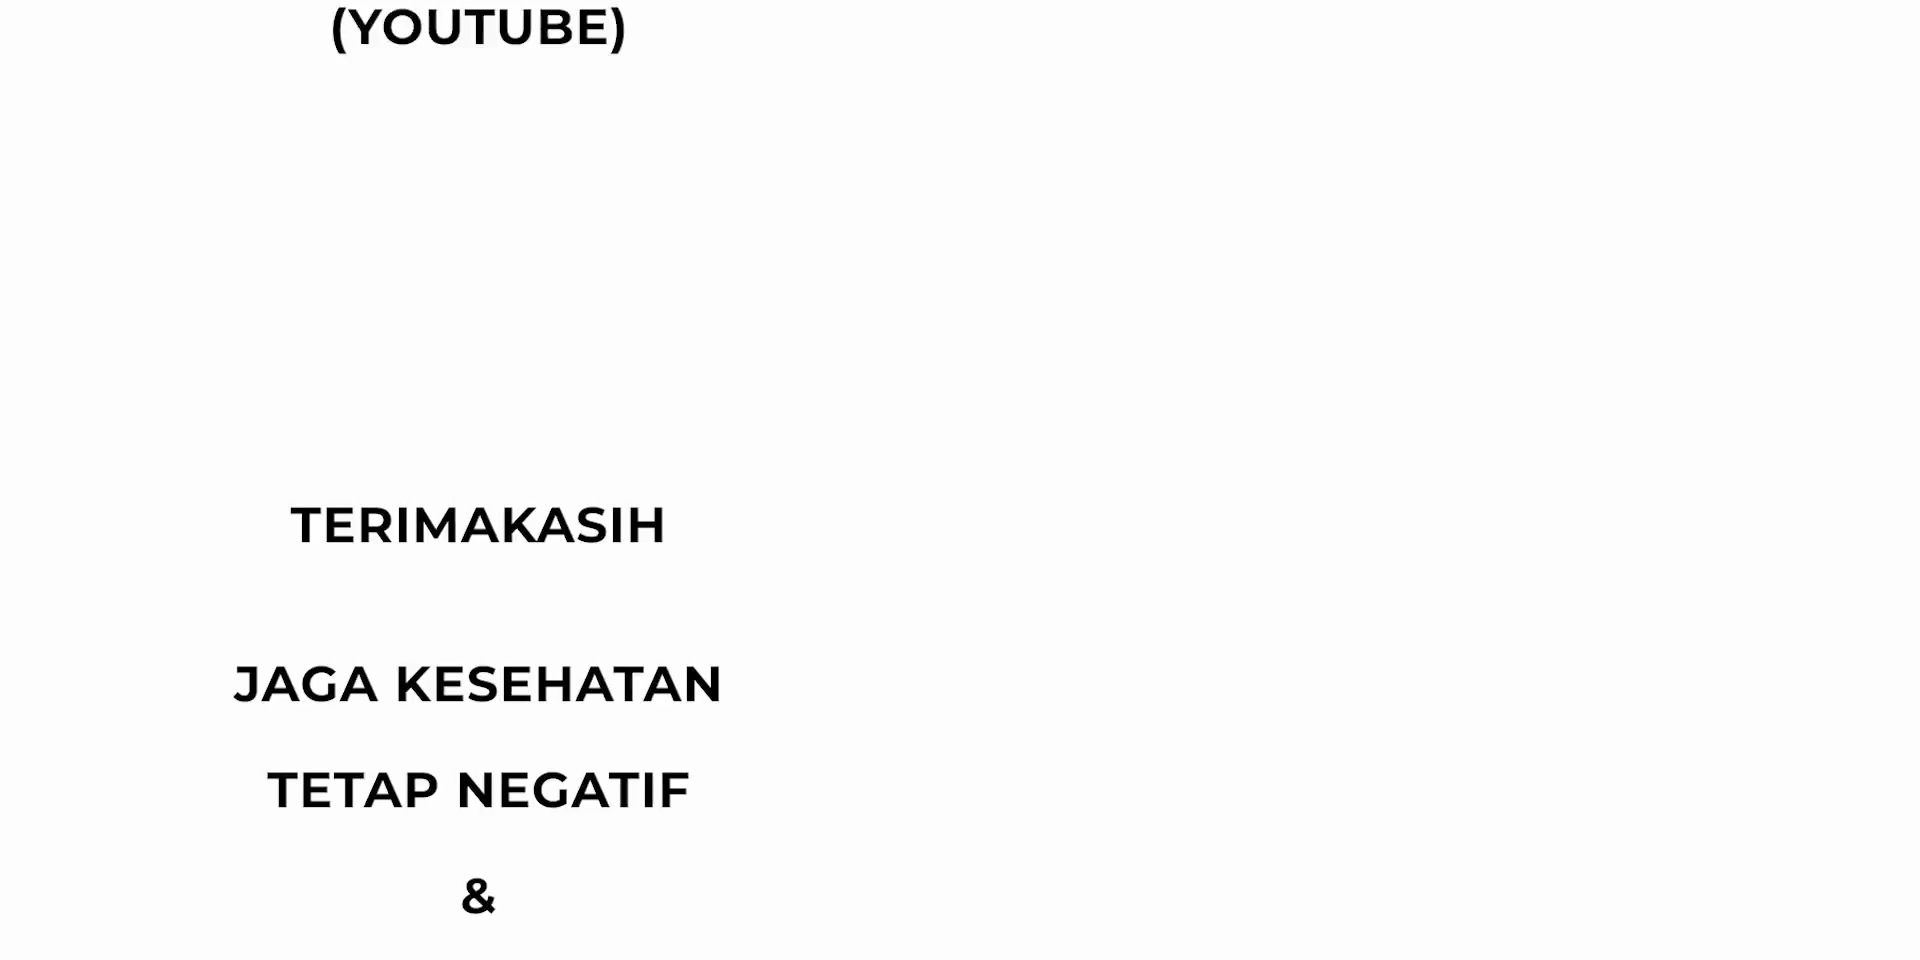 (YOUTUBE)
TERIMAKASIH
JAGA KESEHATAN
TETAP NEGATIF
&